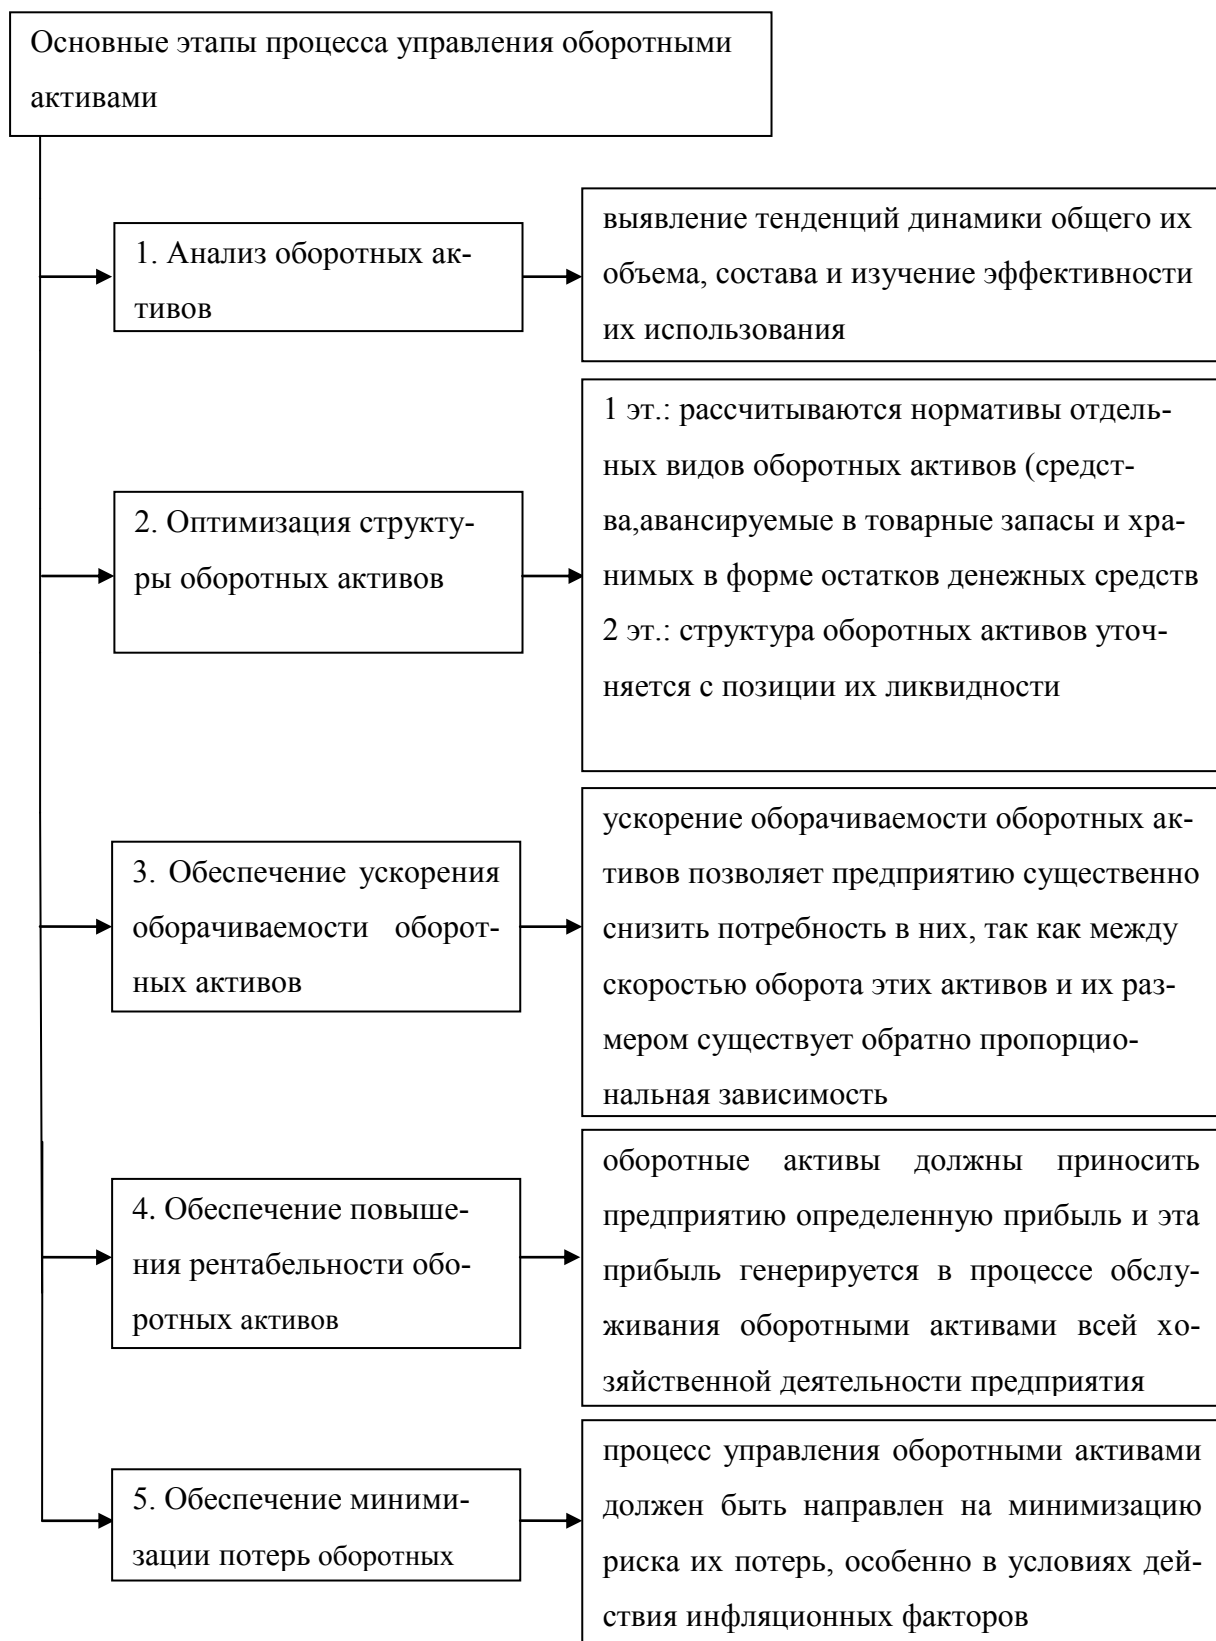 Основные этапы процесса управления оборотными
активами
1. Анализ оборотных ак-
тивов
выявление тенденций динамики общего их
объема, состава и изучение эффективности
их использования
2. Оптимизация структу-
ры оборотных активов
1 эт.: рассчитываются нормативы отдель-
ных видов оборотных активов (средст-
ва,авансируемые в товарные запасы и хра-
нимых в форме остатков денежных средств
2 эт.: структура оборотных активов уточ-
няется с позиции их ликвидности
3. Обеспечение ускорения
оборачиваемости оборот-
ных активов
ускорение оборачиваемости оборотных ак-
тивов позволяет предприятию существенно
снизить потребность в них, так как между
скоростью оборота этих активов и их раз-
мером существует обратно пропорцио-
нальная зависимость
4. Обеспечение повыше-
ния рентабельности обо-
ротных активов
оборотные активы должны приносить
предприятию определенную прибыль и эта
прибыль генерируется в процессе обслу-
живания оборотными активами всей хо-
зяйственной деятельности предприятия
5. Обеспечение миними-
зации потерь оборотных
процесс управления оборотными активами
должен быть направлен на минимизацию
риска их потерь, особенно в условиях дей-
ствия инфляционных факторов